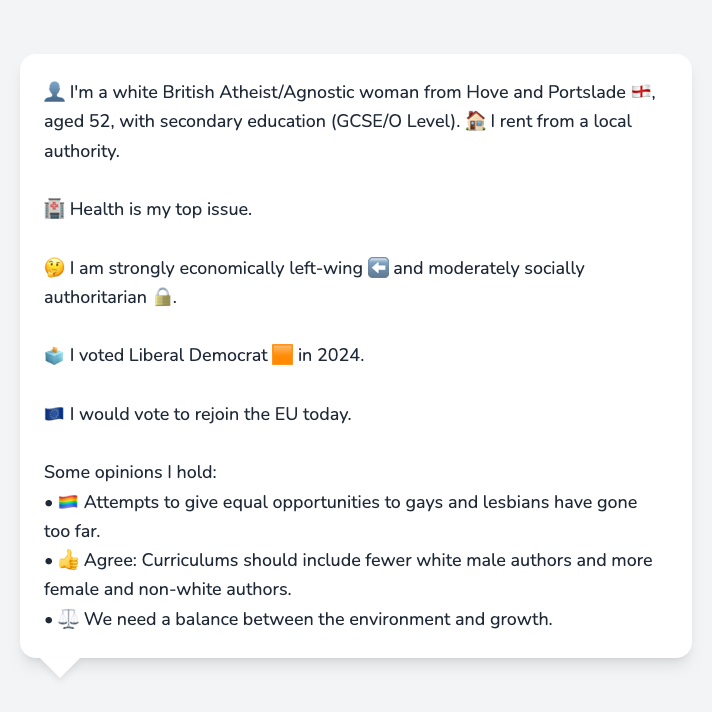 👤 I'm a white British Atheist/Agnostic woman from Hove and Portslade 🏴󠁧󠁢󠁥󠁮󠁧󠁿,
aged 52, with secondary education (GCSE/O Level). 🏠 I rent from a local
authority.
🏥 Health is my top issue.
🤔 I am strongly economically left-wing ⬅️ and moderately socially
authoritarian 🔒.
🗳️ I voted Liberal Democrat 🟧 in 2024.
🇪🇺 I would vote to rejoin the EU today.
Some opinions I hold:
• 🏳️‍🌈 Attempts to give equal opportunities to gays and lesbians have gone
too far.
• 👍 Agree: Curriculums should include fewer white male authors and more
female and non-white authors.
• ⚖️ We need a balance between the environment and growth.